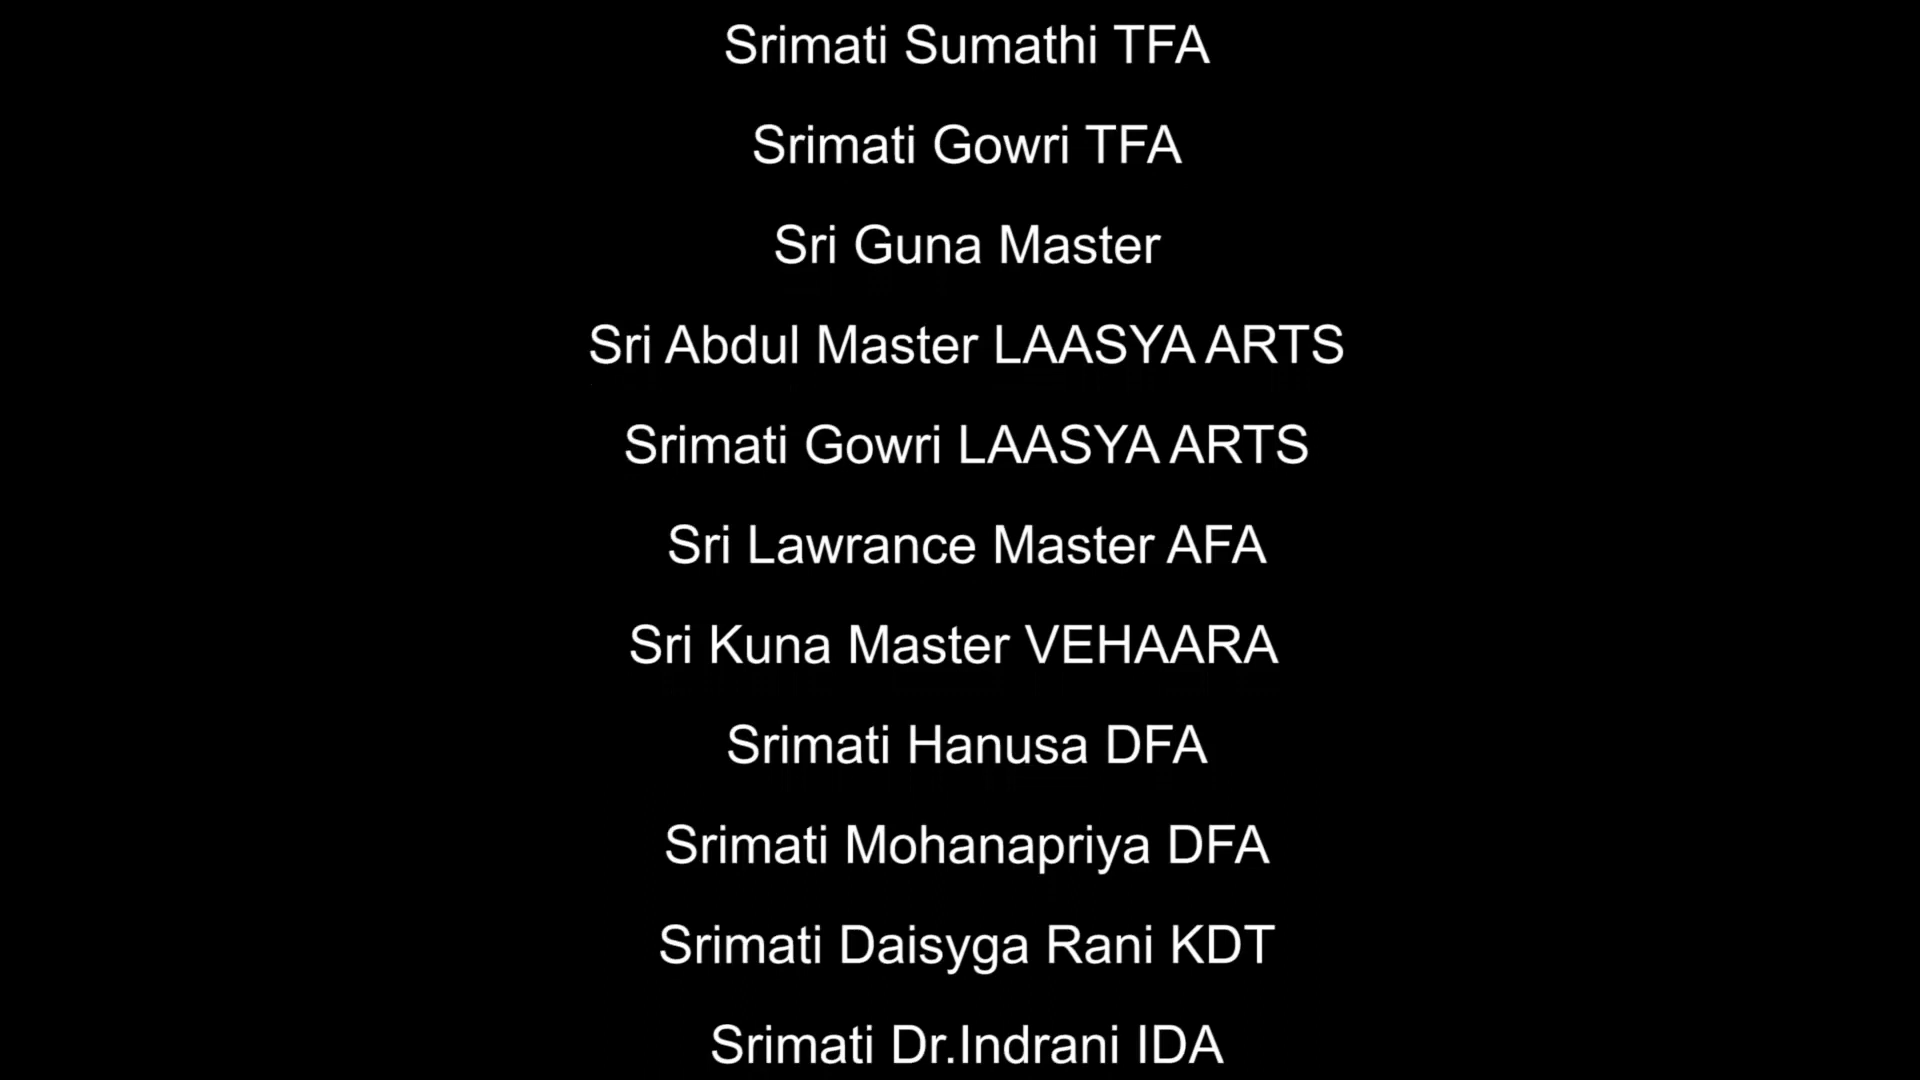 Srimati Sumathi TFA
Srimati Gowri TFA
Sri Guna Master
Sri Abdul Master LAASYA ARTS
Srimati Gowri LAASYA ARTS
Sri Lawrance Master AFA
Sri Kuna Master VEHAARA
Srimati Hanusa DFA
Srimati Mohanapriya DFA
Srimati Daisyga Rani KDT
Srimati Dr.Indrani IDA